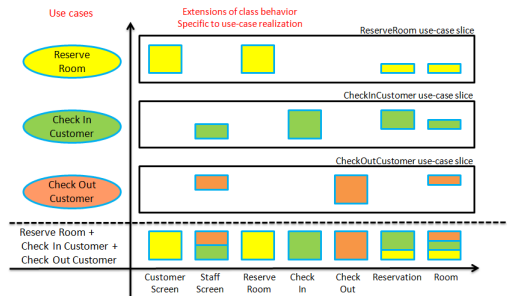 Use cases
Extensions of class behavior
Specific to use-case realization
ReserveRoom use-case slice
Reserve
Room
CheckInCustomer use-case slice
Check In
Customer
CheckOutCustomer use-case slice
Check Out
Customer
Reserve Room +
Check In Customer +
Check Out Customer
Customer
Screen
Staff
Screen
Reserve
Room
Check
In
Check
Out
Reservation
Room